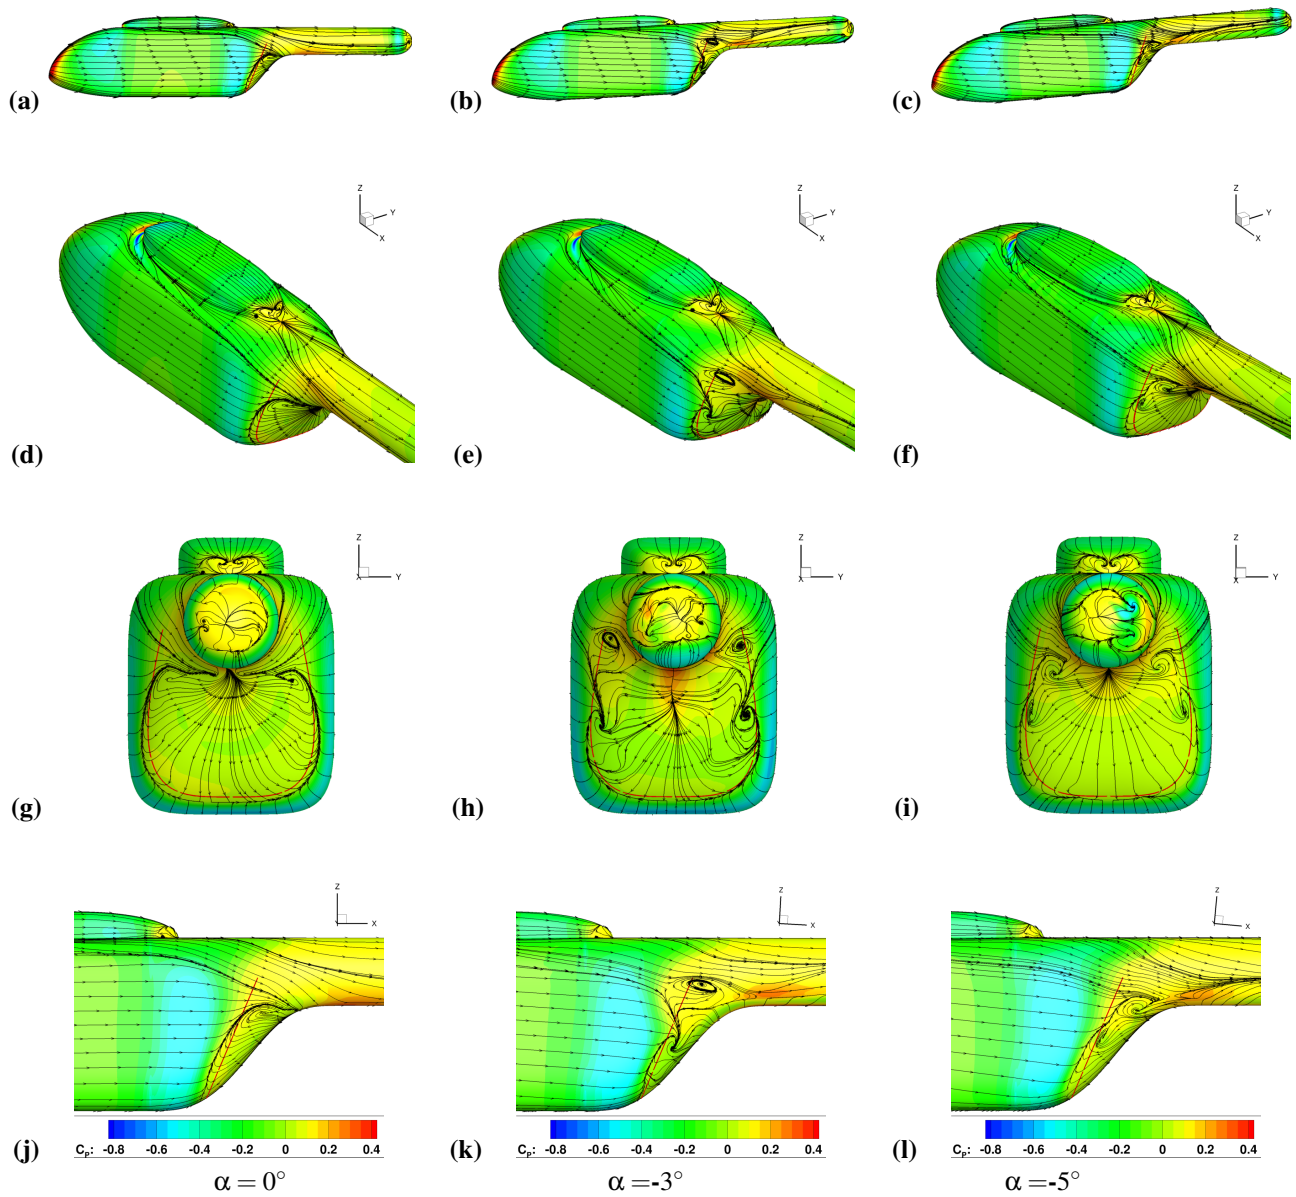 (a) (b) (c)
Z Y X Z Y X Z Y X
(d) (e) (f)
Z X Y Z X Y Z X Y
(g) (h) (i)
Z X Z X Z X
(j) CP: -0.8 -0.6 -0.4 -0.2 0 0.2 0.4 (k) CP: -0.8 -0.6 -0.4 -0.2 0 0.2 0.4 (l) CP: -0.8 -0.6 -0.4 -0.2 0 0.2 0.4
α = 0° α =-3° α =-5°